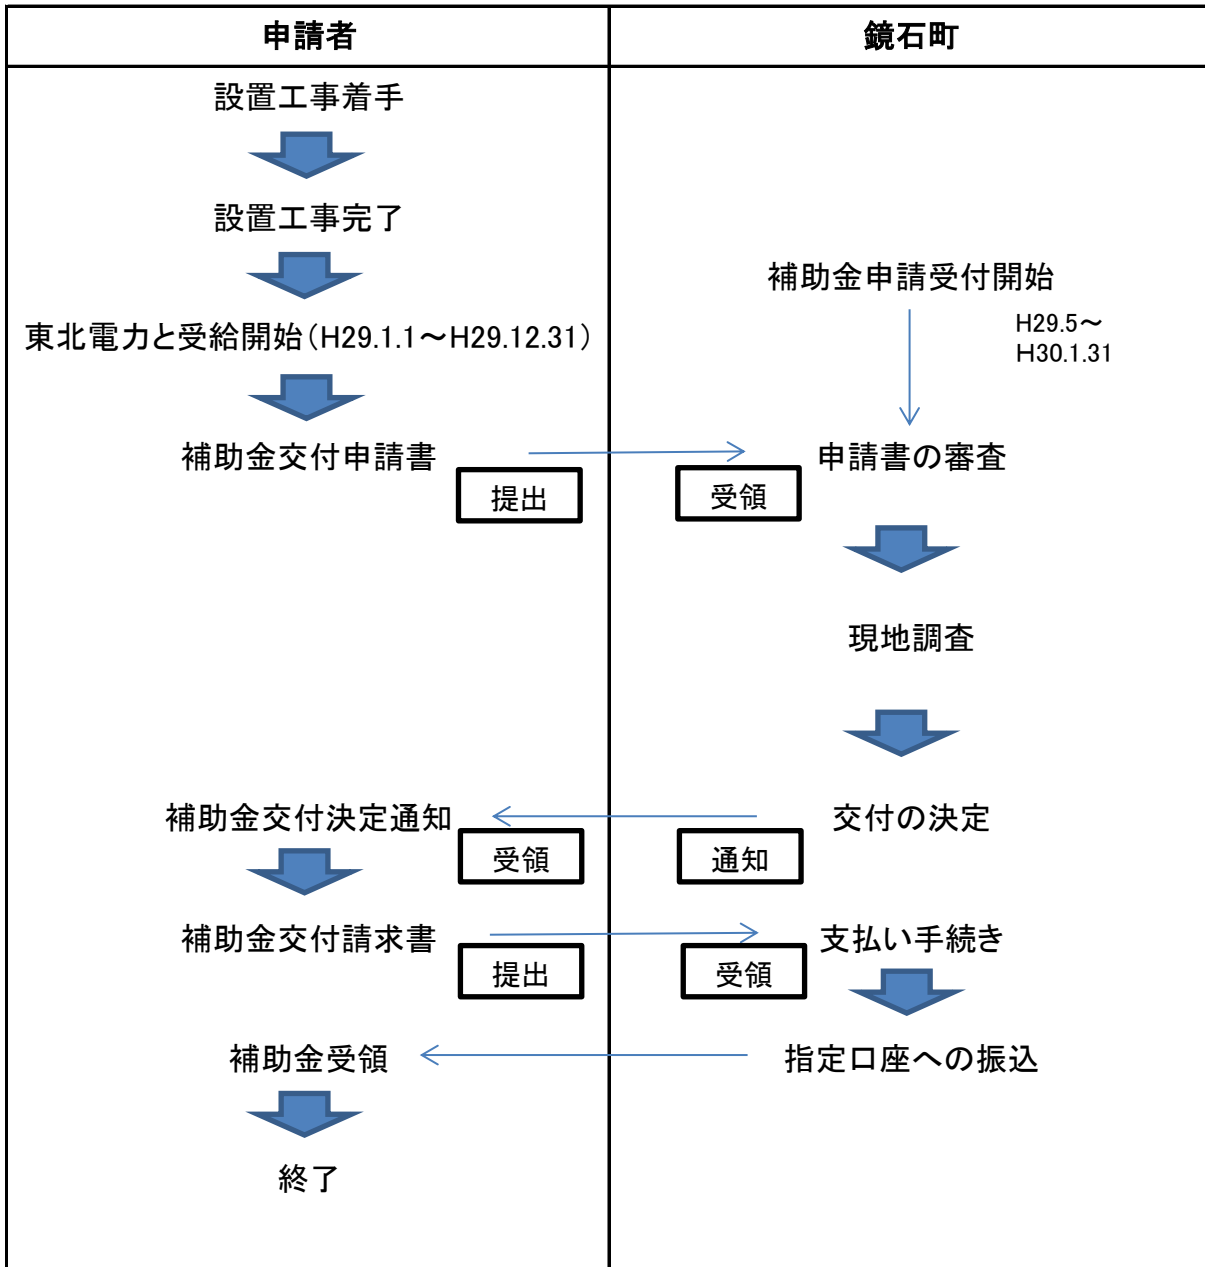 申請者
鏡石町
設置工事着手
設置工事完了
補助金申請受付開始
東北電力と受給開始（H29.1.1～H29.12.31）
H29.5～
H30.1.31
補助金交付申請書
申請書の審査
提出
受領
現地調査
補助金交付決定通知
交付の決定
受領
通知
補助金交付請求書
支払い手続き
提出
受領
補助金受領
指定口座への振込
終了